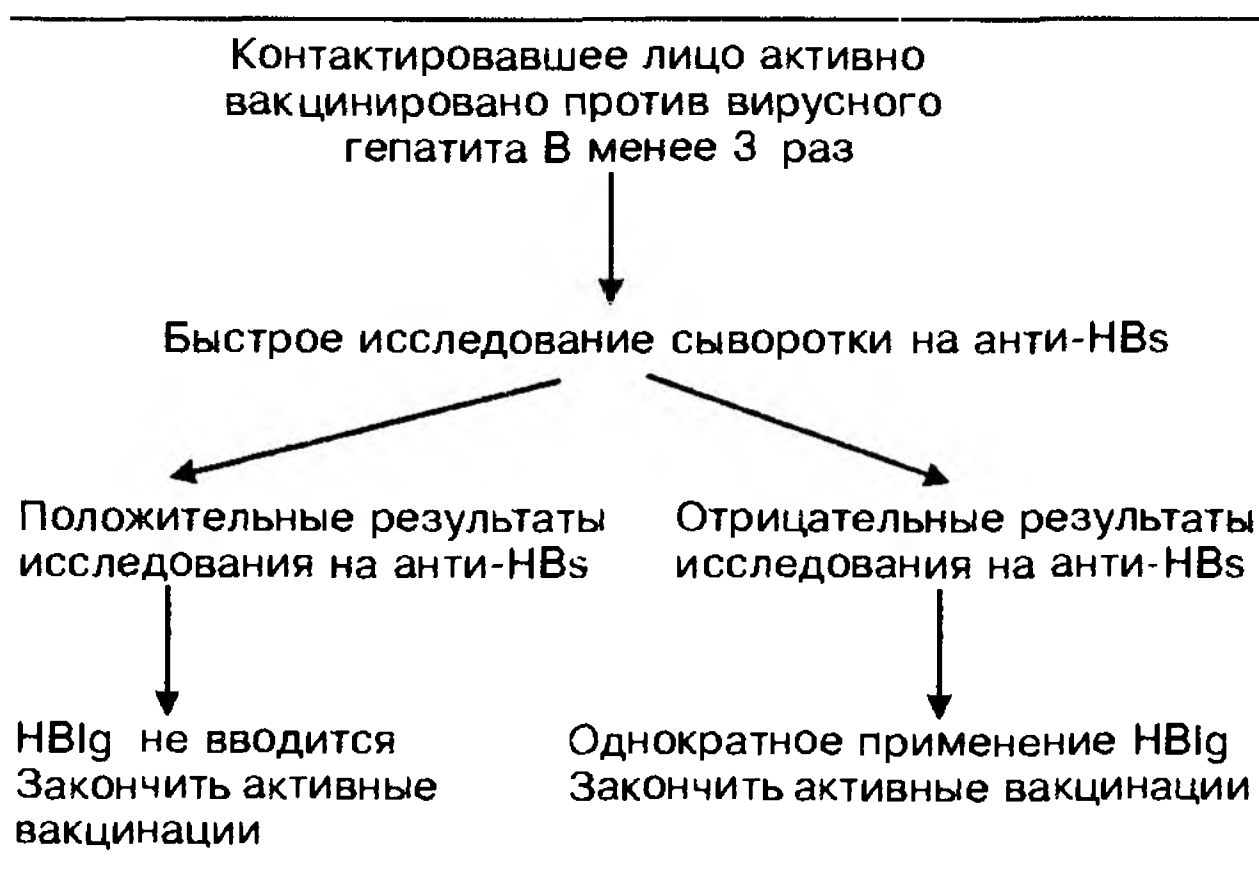 Контактировавшее лицо активно
вакцинировано против вирусного
гепатита В менее 3 раз
Быстрое исследование сыворотки на анти-HBs
Положительные результаты
исследования на анти-HBs
Отрицательные результаты
исследования на анти-HBs
HBIg не вводится
Закончить активные
вакцинации
Однократное применение HBIg
Закончить активные вакцинации